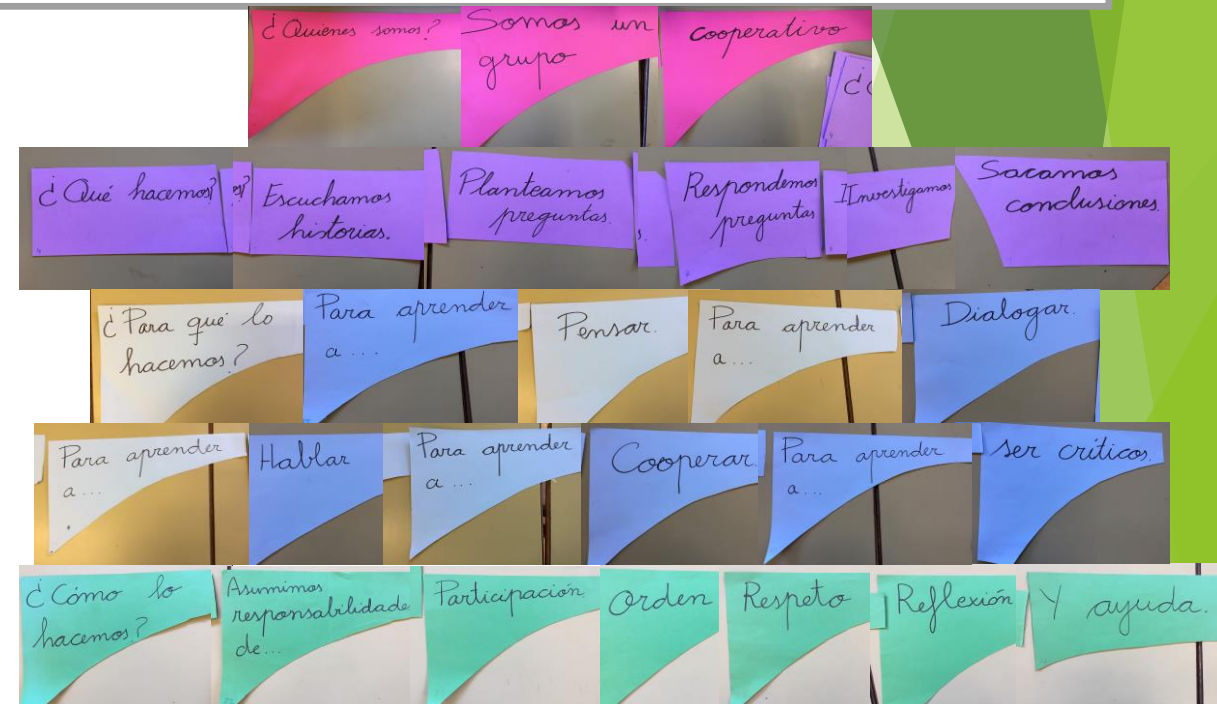 ¿Quienes somos? Somos un cooperativo
grupo
¿Qué hacemos? Escuchamos historias. Planteamos preguntas. Respondemos preguntas Investigamos Sacamos conclusiones.
¿Para qué lo hacemos? Para aprender a.... Pensar. Para aprender a... Dialogar.
Para aprender a... Hablar Para aprender a... Cooperar Para aprender a... ser críticos.
¿Cómo lo hacemos? Asumimos responsabilidade de... Participación Orden Respeto Reflexión Y ayuda.